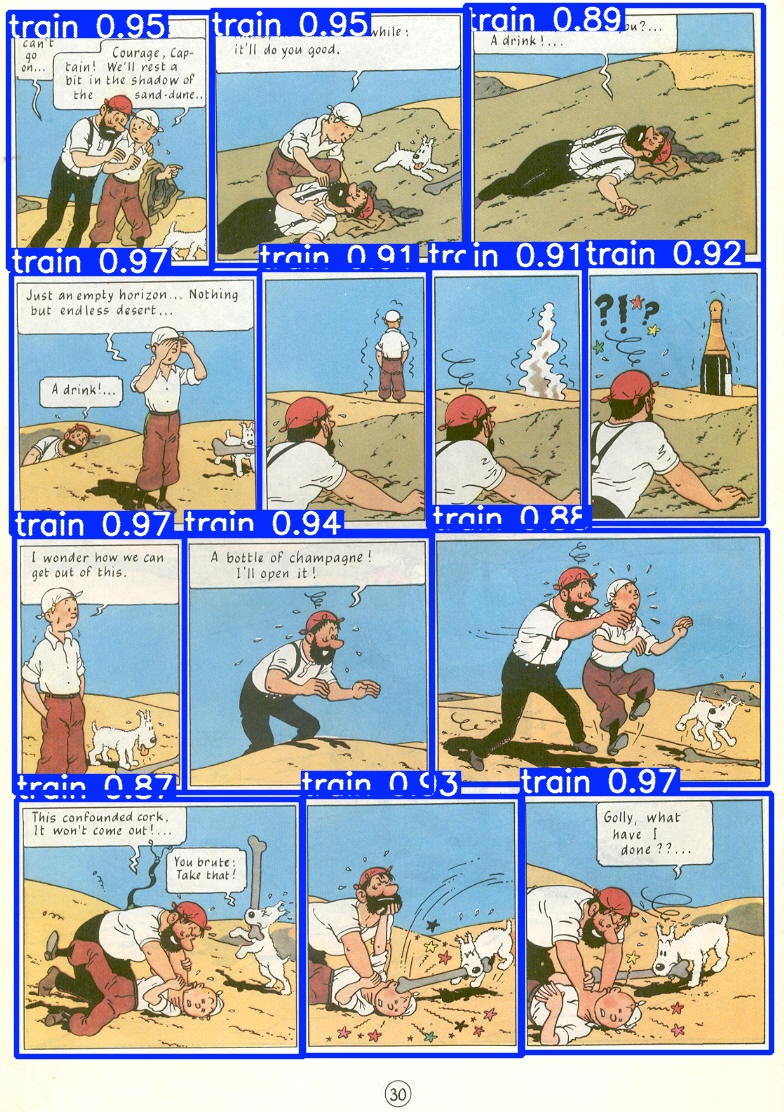 train 0.95
can't
go
on...
Courage, Cap-
tain! We'll rest a
bit in the shadow of
the sand-dune..
train 0.95
while:
it'll do you good.
train 0.89
you?...
A drink!...
train 0.97
Just an empty horizon... Nothing
but endless desert...
A drink!...
train 0.91
train 0.91
train 0.92
?!?
train 0.97
I wonder how we can
get out of this.
train 0.94
A bottle of champagne!
I'll open it!
train 0.88
train 0.87
This confounded cork.
It won't come out!...
You brute:
Take that!
train 0.93
train 0.97
Golly, what
have I
done??...
30